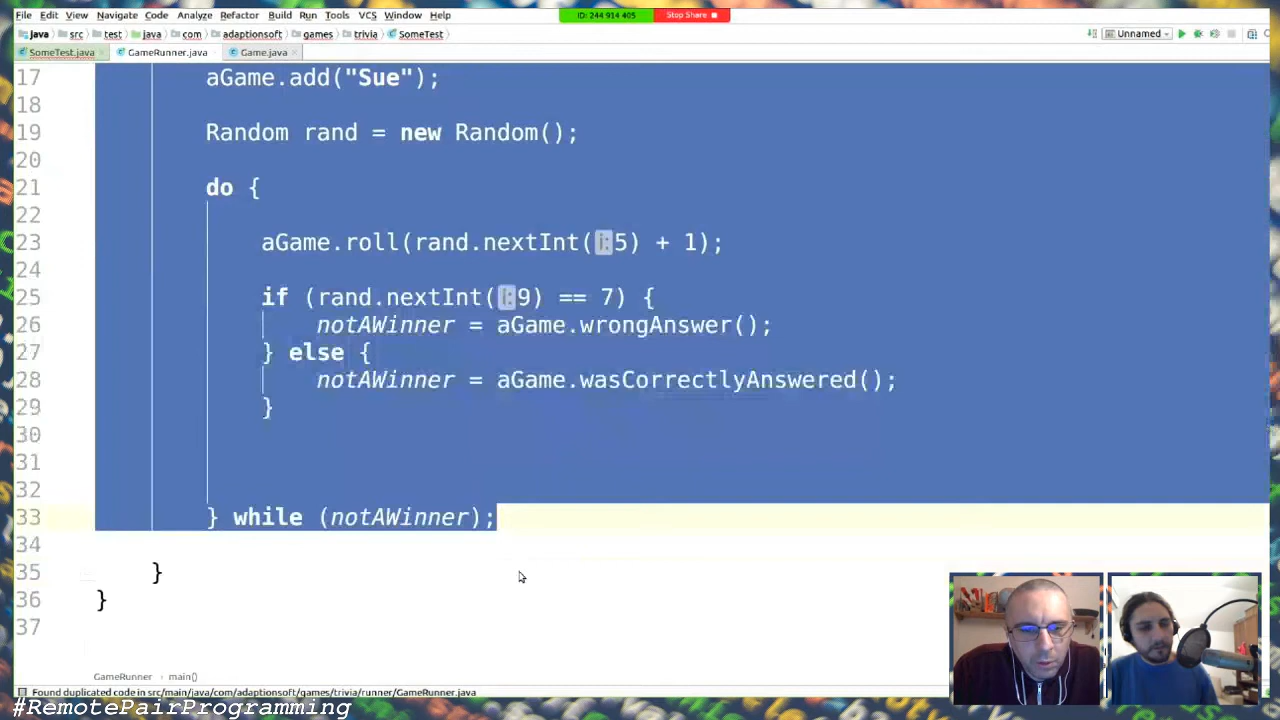 File Edit View Navigate Code Analyze Refactor Build Run Tools VCS Window Help
ID: 244 914 405 Stop Share
java src test java com adaptionsoft games trivia SomeTest Unnamed
SomeTest.java GameRunner.java Game.java
17 aGame.add("Sue");
18
19 Random rand = new Random();
20
21 do {
22
23 aGame.roll(rand.nextInt( i: 5) + 1);
24
25 if (rand.nextInt( i: 9) == 7) {
26 notAWinner = aGame.wrongAnswer();
27 } else {
28 notAWinner = aGame.wasCorrectlyAnswered();
29 }
30
31
32
33 } while (notAWinner);
34
35 }
36 }
37
GameRunner main()
Found duplicated code in src/main/java/com/adaptionsoft/games/trivia/runner/GameRunner.java
#RemotePairProgramming